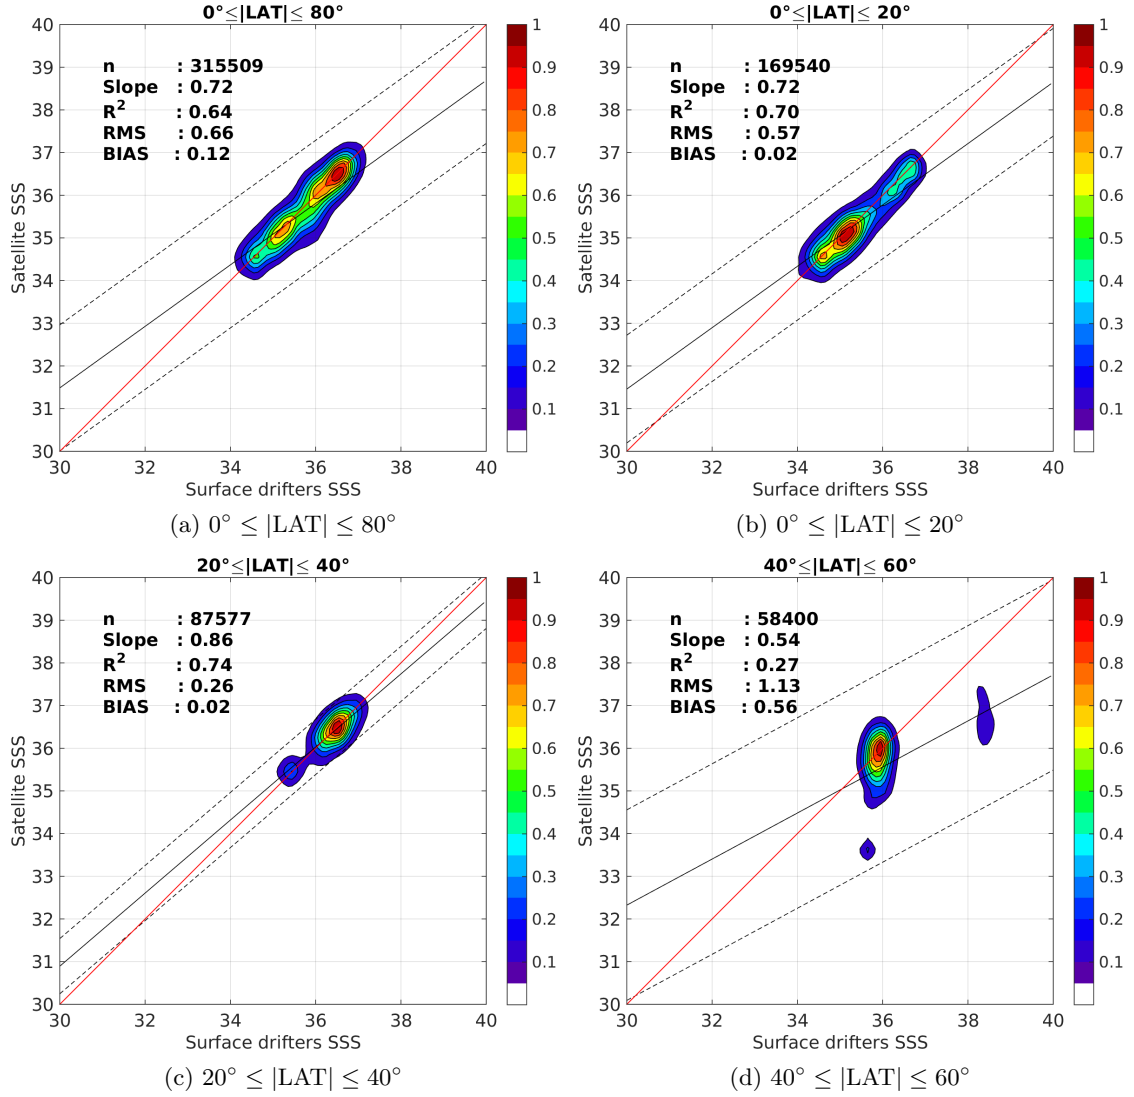 0°≤|LAT|≤ 80°
n : 315509
Slope : 0.72
R2 : 0.64
RMS : 0.66
BIAS : 0.12
Satellite SSS
40
39
38
37
36
35
34
33
32
31
30
30 32 34 36 38 40
Surface drifters SSS
1
0.9
0.8
0.7
0.6
0.5
0.4
0.3
0.2
0.1
(a) 0° ≤ |LAT| ≤ 80°
0°≤|LAT|≤ 20°
n : 169540
Slope : 0.72
R2 : 0.70
RMS : 0.57
BIAS : 0.02
Satellite SSS
40
39
38
37
36
35
34
33
32
31
30
30 32 34 36 38 40
Surface drifters SSS
1
0.9
0.8
0.7
0.6
0.5
0.4
0.3
0.2
0.1
(b) 0° ≤ |LAT| ≤ 20°
20°≤|LAT|≤ 40°
n : 87577
Slope : 0.86
R2 : 0.74
RMS : 0.26
BIAS : 0.02
Satellite SSS
40
39
38
37
36
35
34
33
32
31
30
30 32 34 36 38 40
Surface drifters SSS
1
0.9
0.8
0.7
0.6
0.5
0.4
0.3
0.2
0.1
(c) 20° ≤ |LAT| ≤ 40°
40°≤|LAT|≤ 60°
n : 58400
Slope : 0.54
R2 : 0.27
RMS : 1.13
BIAS : 0.56
Satellite SSS
40
39
38
37
36
35
34
33
32
31
30
30 32 34 36 38 40
Surface drifters SSS
1
0.9
0.8
0.7
0.6
0.5
0.4
0.3
0.2
0.1
(d) 40° ≤ |LAT| ≤ 60°